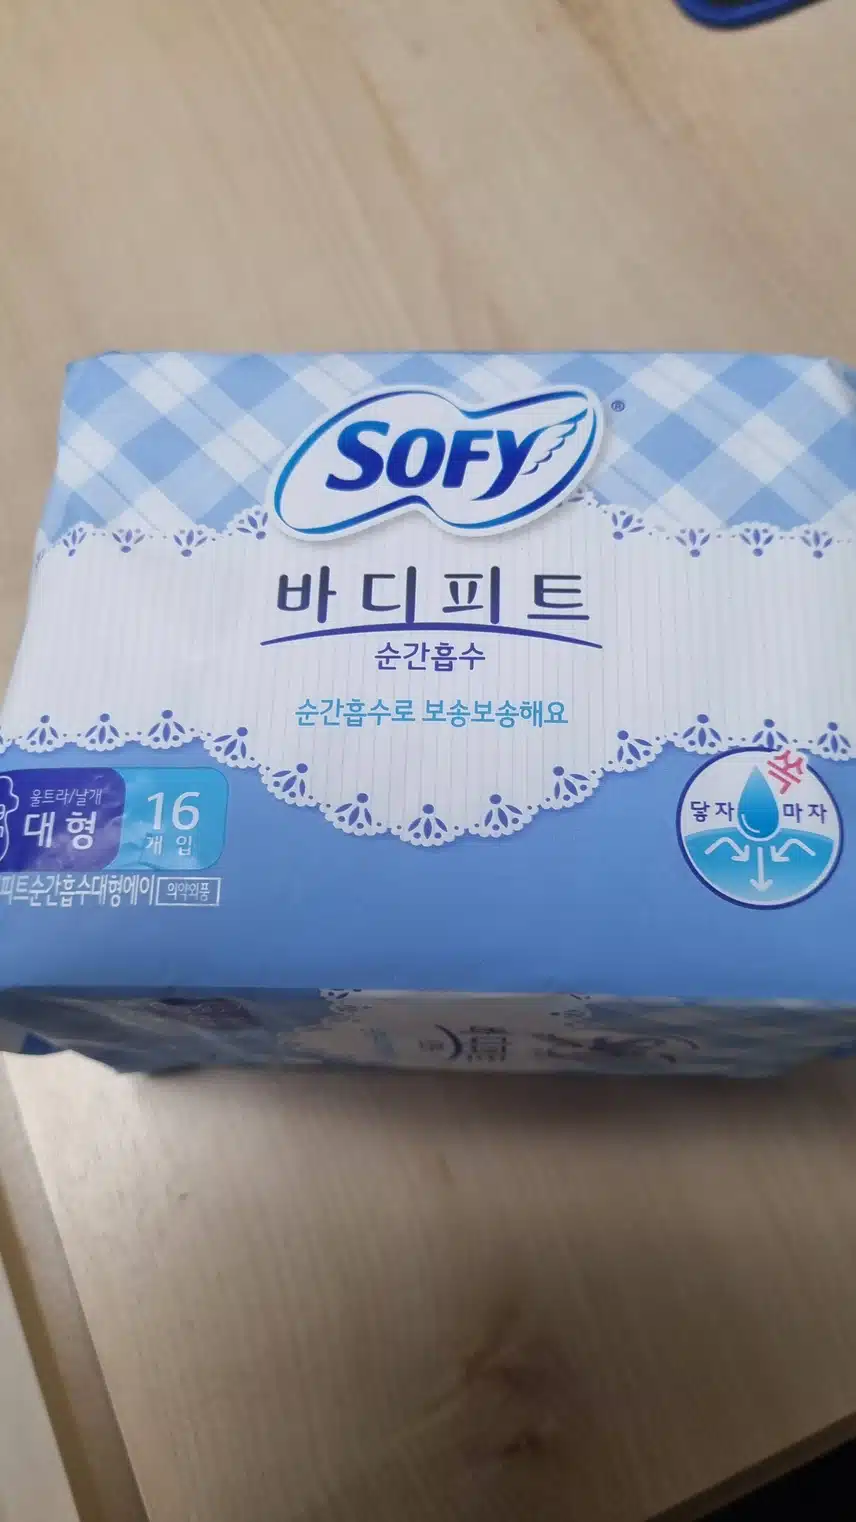 SOFY®
바디피트
순간흡수
순간흡수로 보송보송해요
울트라/날개
대형
16
개입
피트순간흡수대형에이 의약외품
쏙
닿자 마자